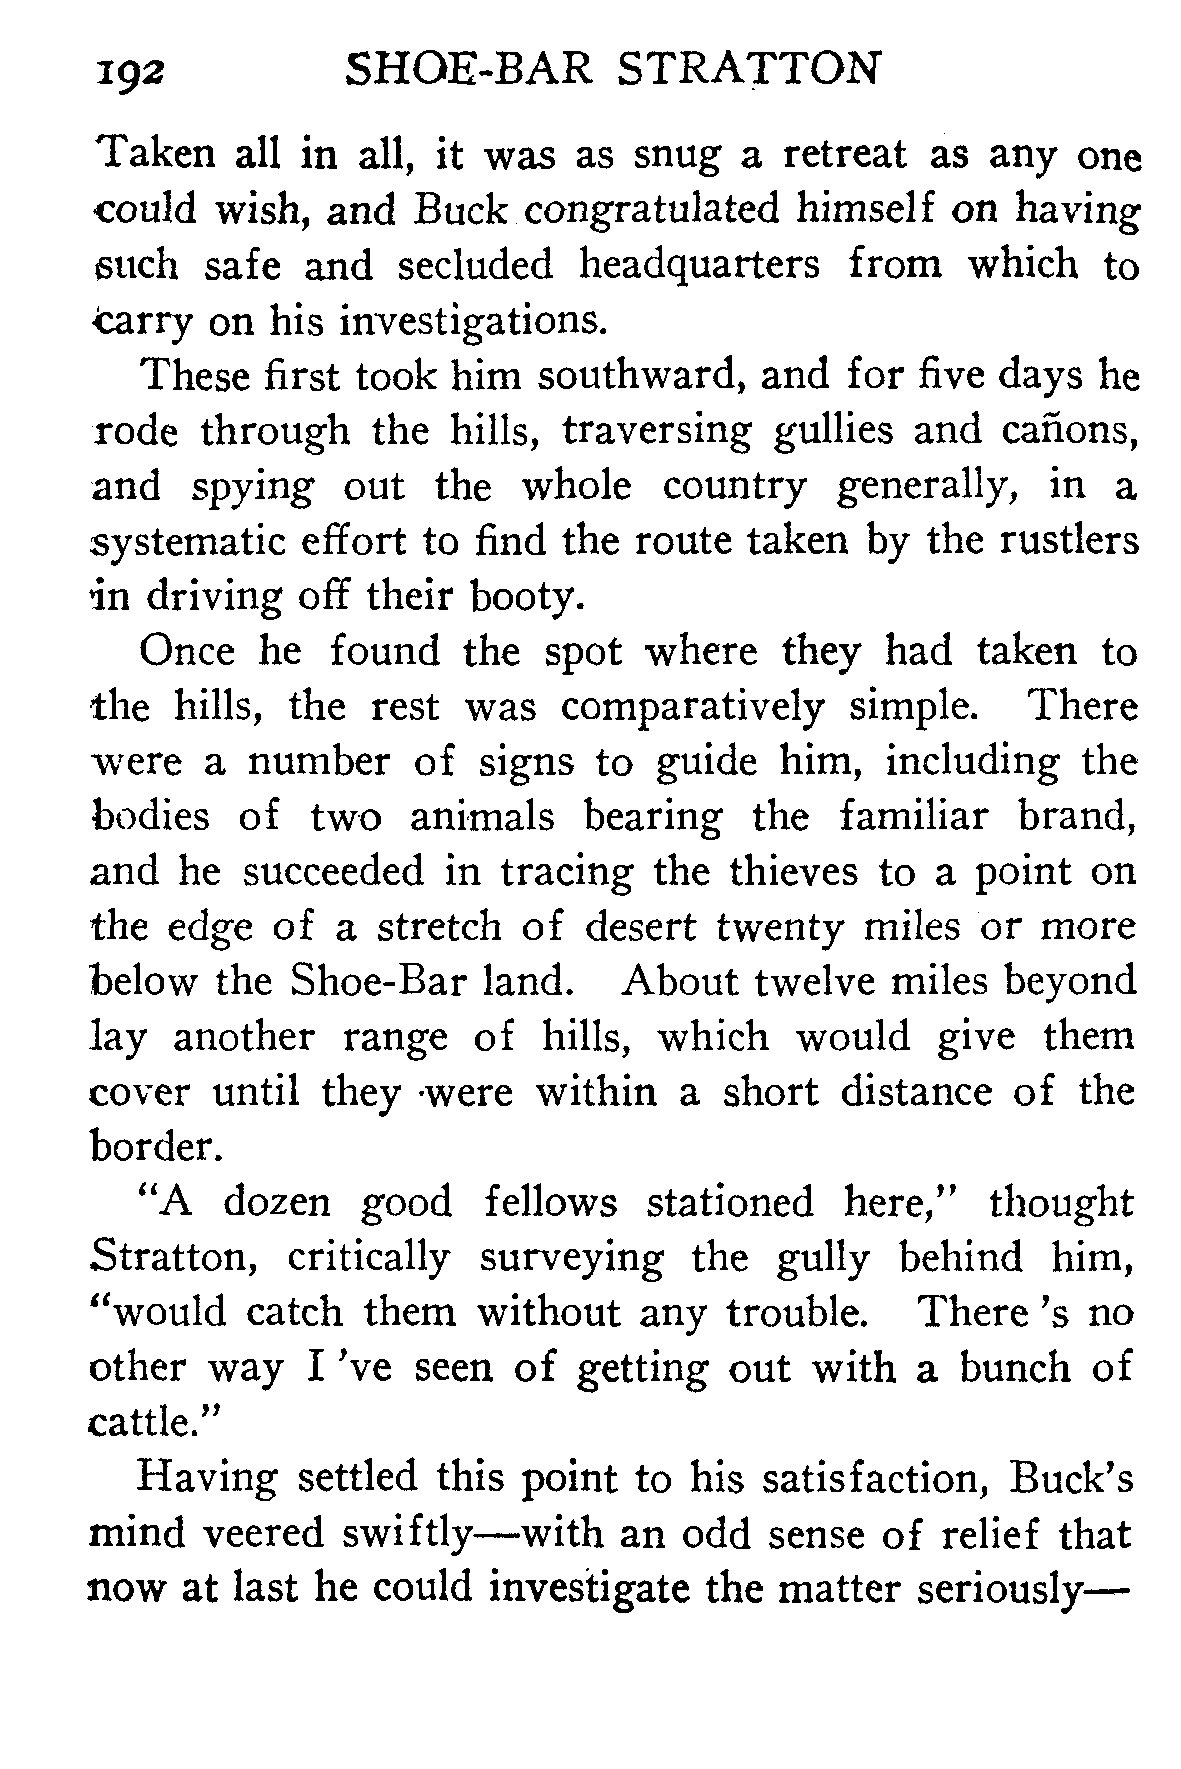 192 SHOE-BAR STRATTON
Taken all in all, it was as snug a retreat as any one
could wish, and Buck congratulated himself on having
such safe and secluded headquarters from which to
carry on his investigations.
These first took him southward, and for five days he
rode through the hills, traversing gullies and cañons,
and spying out the whole country generally, in a
systematic effort to find the route taken by the rustlers
in driving off their booty.
Once he found the spot where they had taken to
the hills, the rest was comparatively simple. There
were a number of signs to guide him, including the
bodies of two animals bearing the familiar brand,
and he succeeded in tracing the thieves to a point on
the edge of a stretch of desert twenty miles or more
below the Shoe-Bar land. About twelve miles beyond
lay another range of hills, which would give them
cover until they were within a short distance of the
border.
“A dozen good fellows stationed here,” thought
Stratton, critically surveying the gully behind him,
“would catch them without any trouble. There 's no
other way I 've seen of getting out with a bunch of
cattle.”
Having settled this point to his satisfaction, Buck's
mind veered swiftly—with an odd sense of relief that
now at last he could investigate the matter seriously—